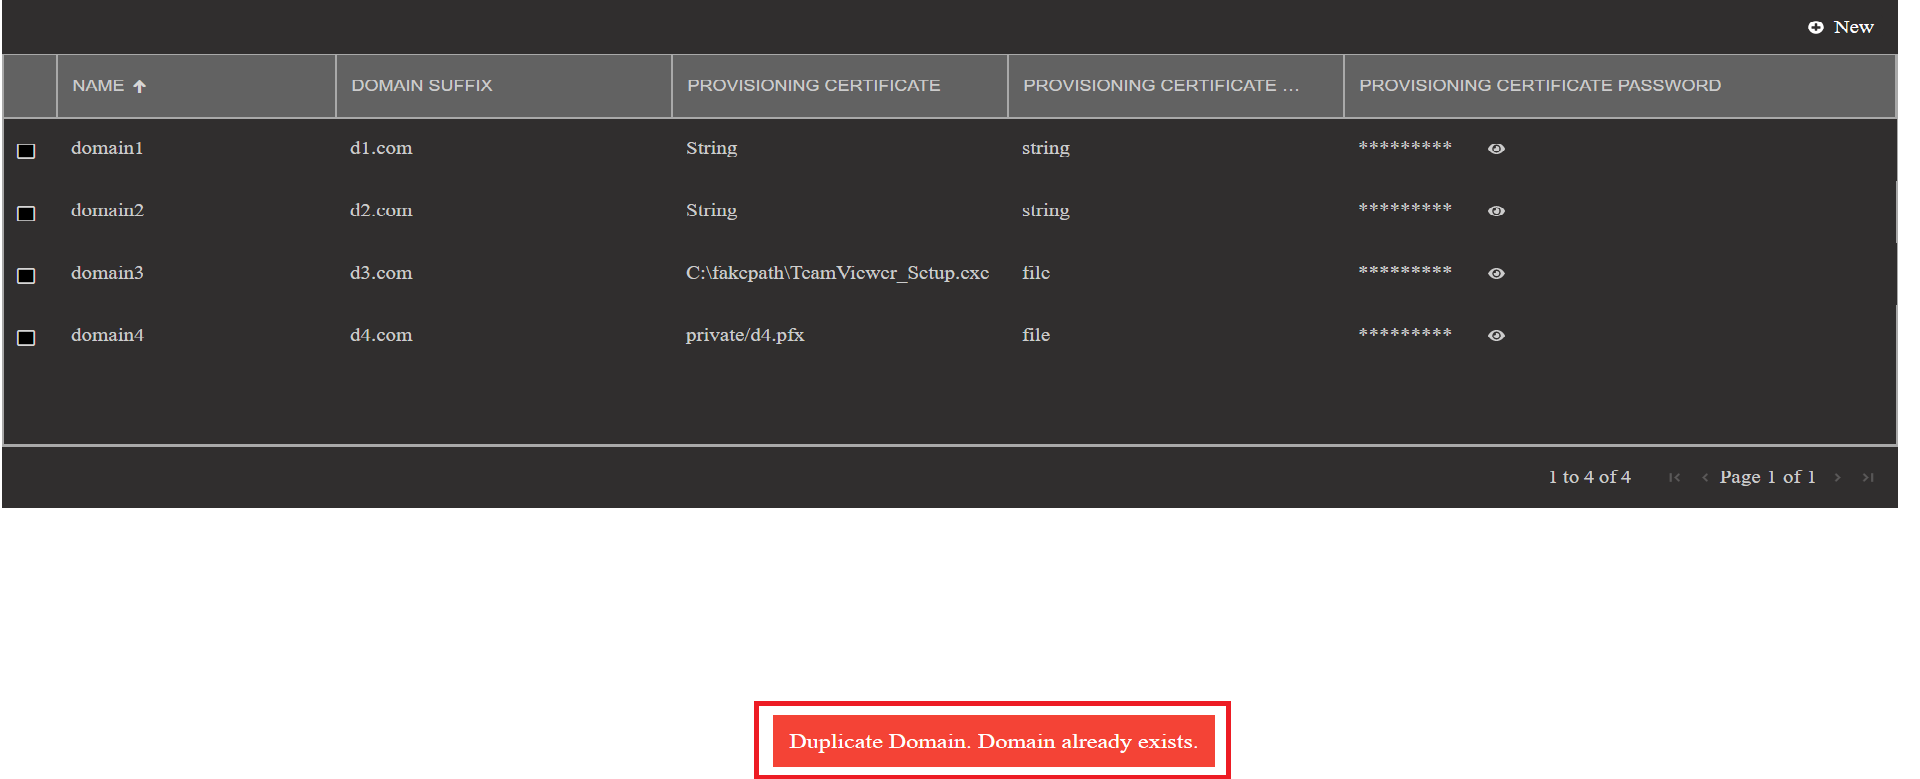 New
NAME DOMAIN SUFFIX PROVISIONING CERTIFICATE PROVISIONING CERTIFICATE ... PROVISIONING CERTIFICATE PASSWORD
domain1 d1.com String string *********
domain2 d2.com String string *********
domain3 d3.com C:\fakepath\TeamViewer_Setup.exe file *********
domain4 d4.com private/d4.pfx file *********
1 to 4 of 4 Page 1 of 1
Duplicate Domain. Domain already exists.